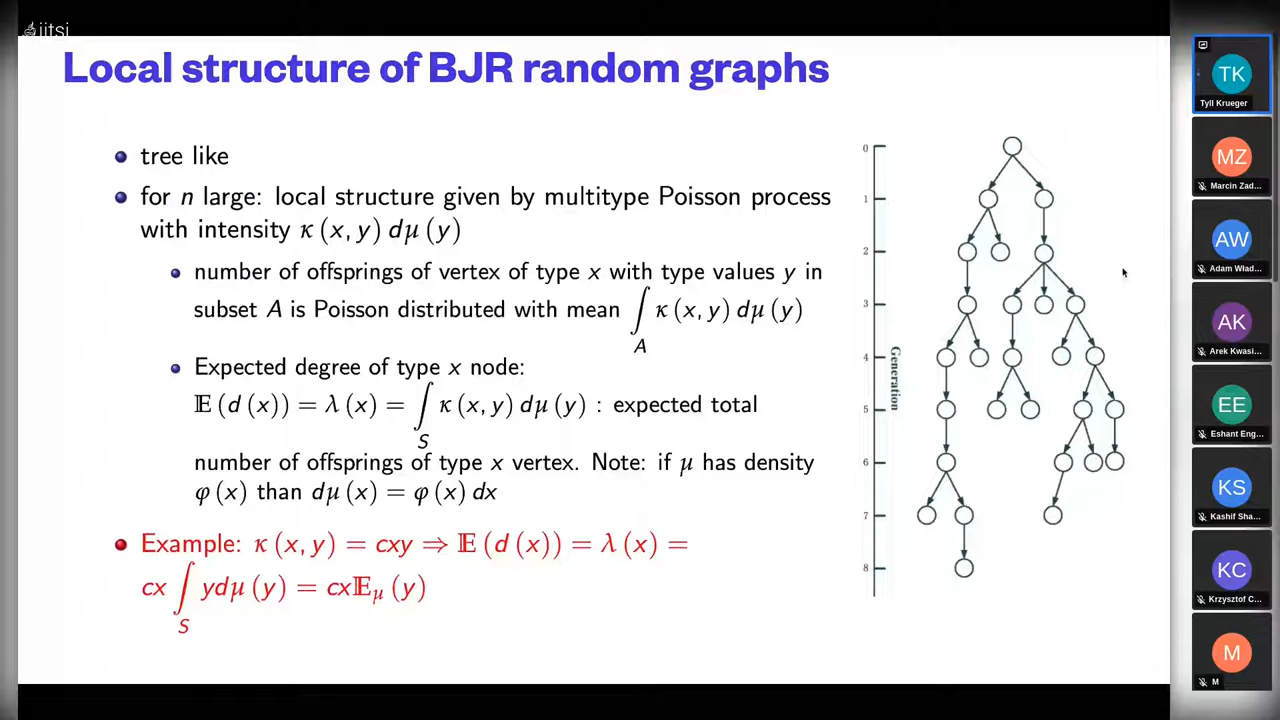 jitsi
Local structure of BJR random graphs
tree like
for n large: local structure given by multitype Poisson process
with intensity κ (x, y) dμ (y)
number of offsprings of vertex of type x with type values y in
subset A is Poisson distributed with mean ∫ κ (x, y) dμ (y)
A
Expected degree of type x node:
𝔼 (d (x)) = λ (x) = ∫ κ (x, y) dμ (y) : expected total
S
number of offsprings of type x vertex. Note: if μ has density
φ (x) than dμ (x) = φ (x) dx
Example: κ (x, y) = cxy ⇒ 𝔼 (d (x)) = λ (x) =
cx ∫ ydμ (y) = cx𝔼μ (y)
S
0
1
2
3
4
5
6
7
8
Generation
TK
Tyll Krueger
MZ
Marcin Zad...
AW
Adam Wład...
AK
Arek Kwasi...
EE
Eshant Eng...
KS
Kashif Sha...
KC
Krzysztof C...
M
M